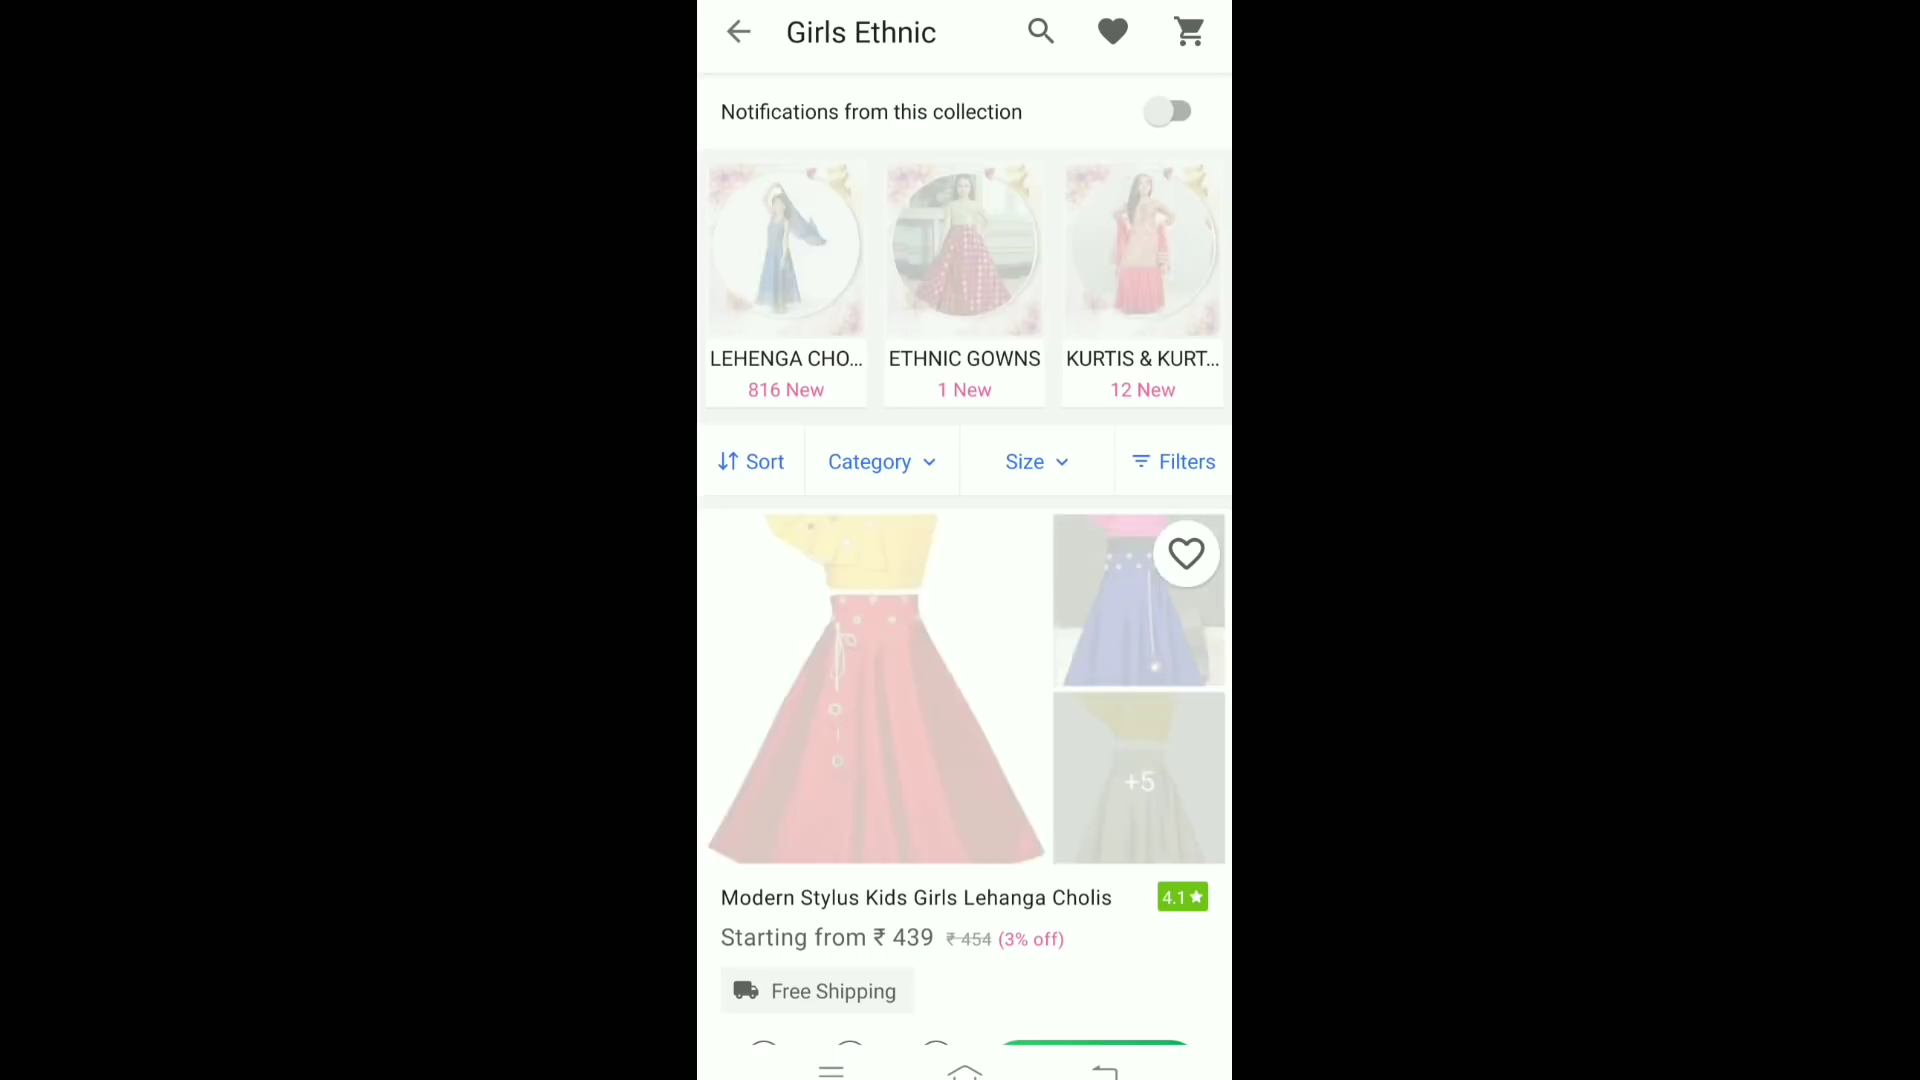 Girls Ethnic
Notifications from this collection
LEHENGA CHO... ETHNIC GOWNS KURTIS & KURT...
816 New 1 New 12 New
Sort Category Size Filters
+5
Modern Stylus Kids Girls Lehanga Cholis 4.1
Starting from ₹ 439 ₹ 454 (3% off)
Free Shipping